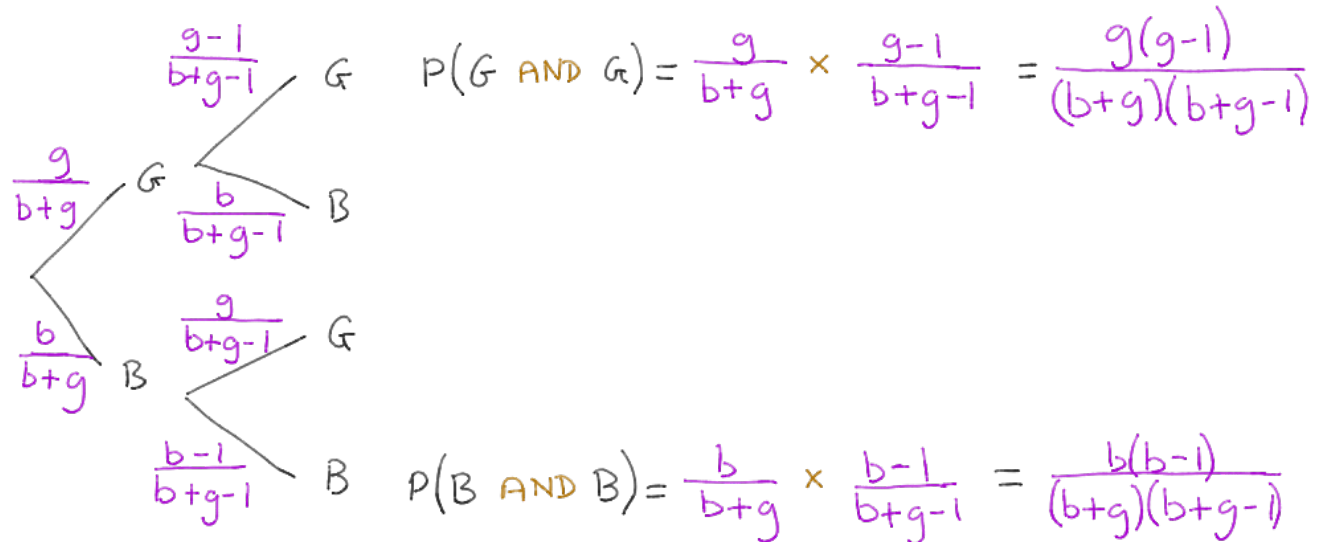 g-1/b+g-1 G P(G AND G) = g/b+g × g-1/b+g-1 = g(g-1)/(b+g)(b+g-1)
g/b+g G
b/b+g-1 B
g/b+g-1 G
b/b+g B
b-1/b+g-1 B P(B AND B) = b/b+g × b-1/b+g-1 = b(b-1)/(b+g)(b+g-1)